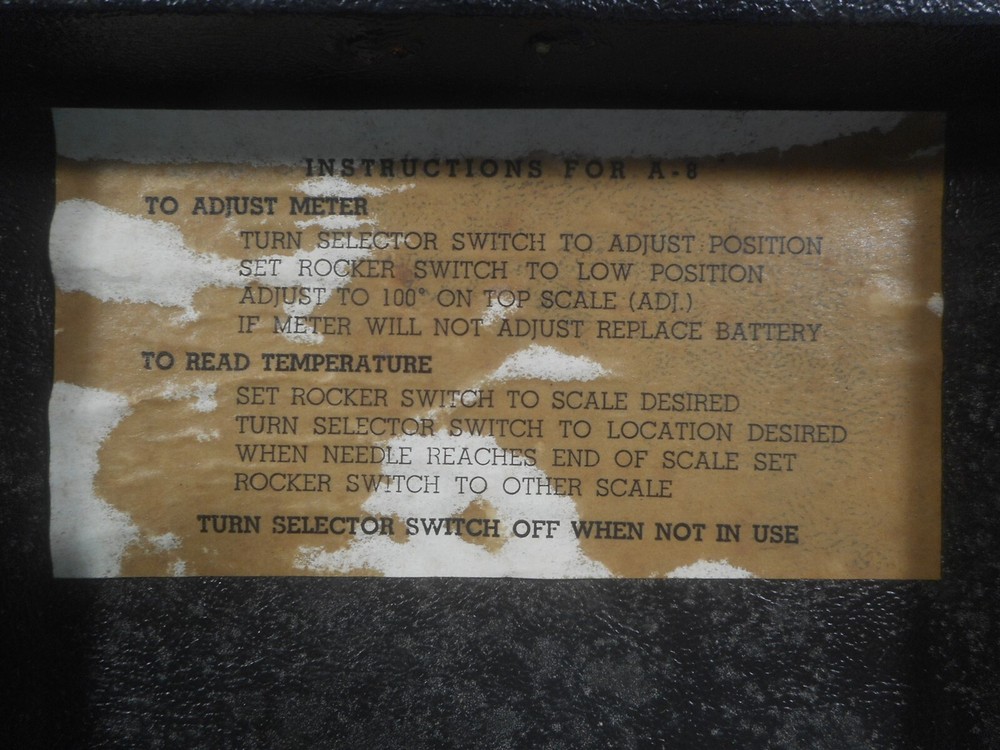 INSTRUCTIONS FOR A-8
TO ADJUST METER
TURN SELECTOR SWITCH TO ADJUST POSITION
SET ROCKER SWITCH TO LOW POSITION
ADJUST TO 100° ON TOP SCALE (ADJ.)
IF METER WILL NOT ADJUST REPLACE BATTERY
TO READ TEMPERATURE
SET ROCKER SWITCH TO SCALE DESIRED
TURN SELECTOR SWITCH TO LOCATION DESIRED
WHEN NEEDLE REACHES END OF SCALE SET
ROCKER SWITCH TO OTHER SCALE
TURN SELECTOR SWITCH OFF WHEN NOT IN USE